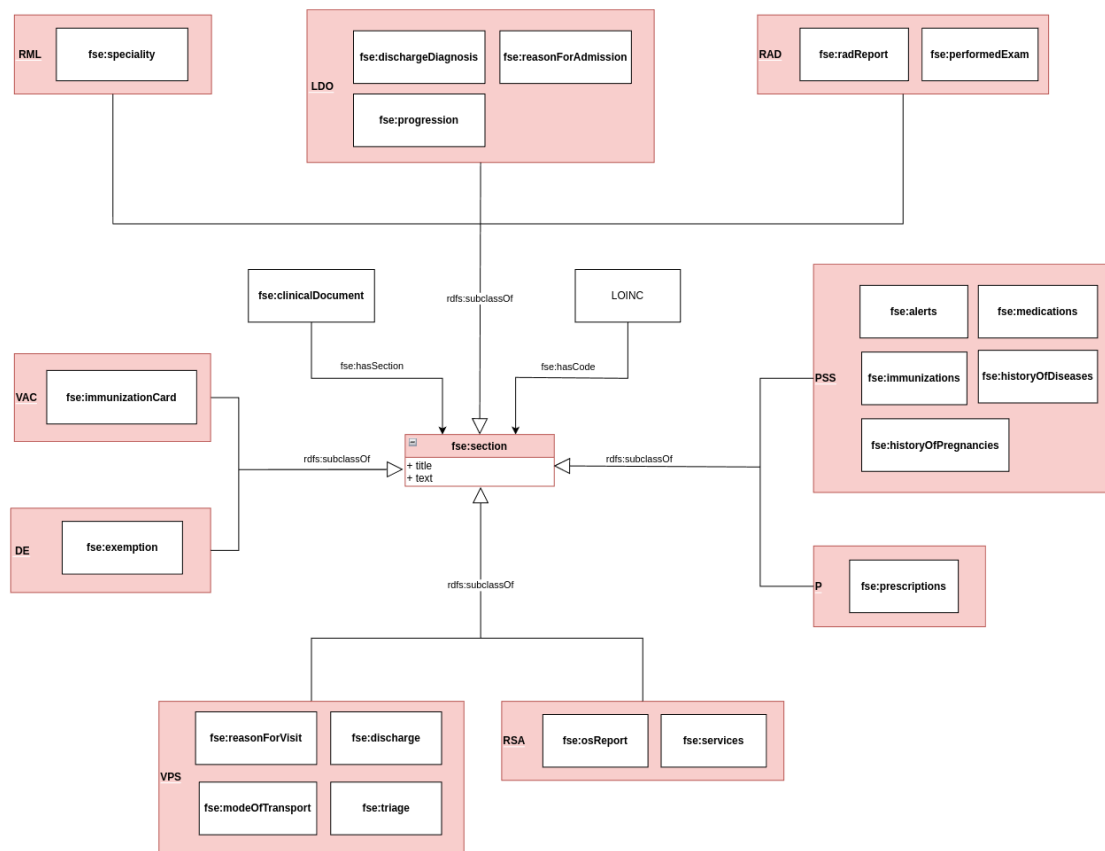 RML
fse:speciality
LDO
fse:dischargeDiagnosis
fse:reasonForAdmission
fse:progression
RAD
fse:radReport
fse:performedExam
fse:clinicalDocument
rdfs:subclassOf
LOINC
fse:hasSection
fse:hasCode
VAC
fse:immunizationCard
PSS
fse:alerts
fse:medications
fse:immunizations
fse:historyOfDiseases
fse:historyOfPregnancies
fse:section
+ title
+ text
rdfs:subclassOf
rdfs:subclassOf
DE
fse:exemption
P
fse:prescriptions
rdfs:subclassOf
VPS
fse:reasonForVisit
fse:discharge
fse:modeOfTransport
fse:triage
RSA
fse:osReport
fse:services